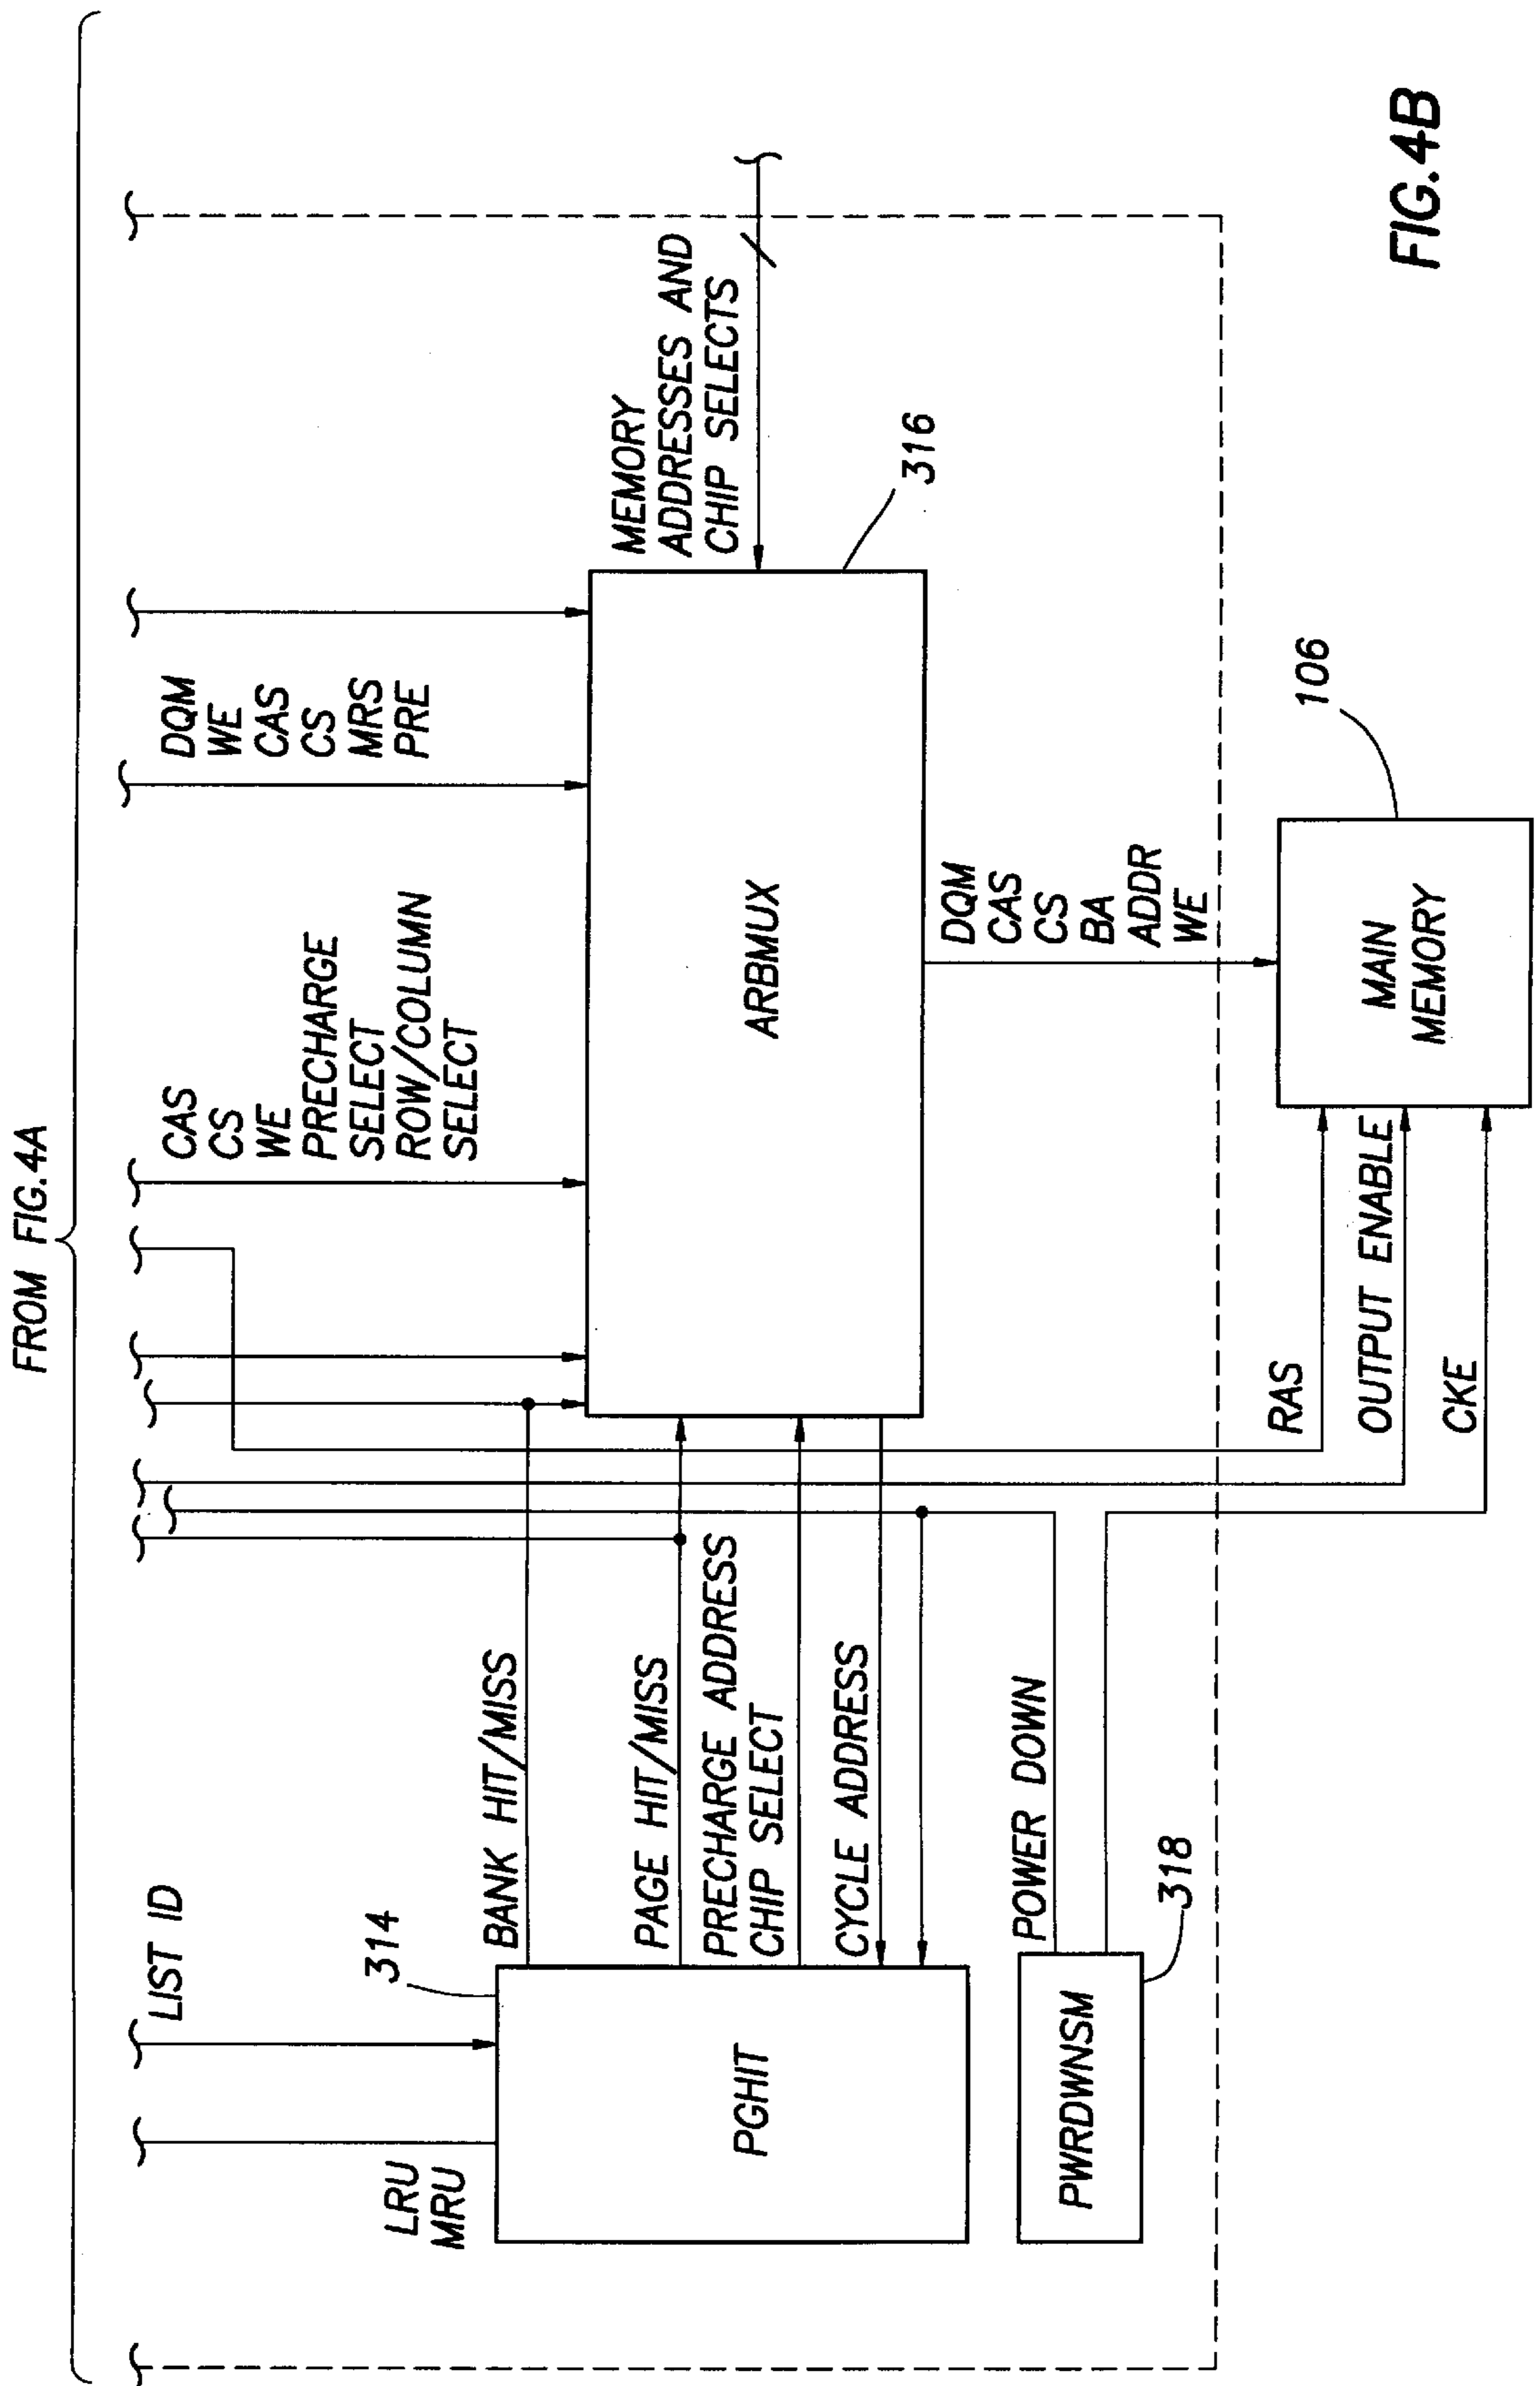 FROM FIG.4A
LIST ID
LRU
MRU
314
PGHIT
BANK HIT/MISS
PAGE HIT/MISS
PRECHARGE ADDRESS
CHIP SELECT
CYCLE ADDRESS
CAS
CS
WE
PRECHARGE
SELECT
ROW/COLUMN
SELECT
DQM
WE
CAS
CS
MRS
PRE
ARBMUX
MEMORY
ADDRESSES AND
CHIP SELECTS
316
POWER DOWN
PWRDWNSM
318
DQM
CAS
CS
BA
ADDR
WE
RAS
OUTPUT ENABLE
CKE
MAIN
MEMORY
106
FIG.4B